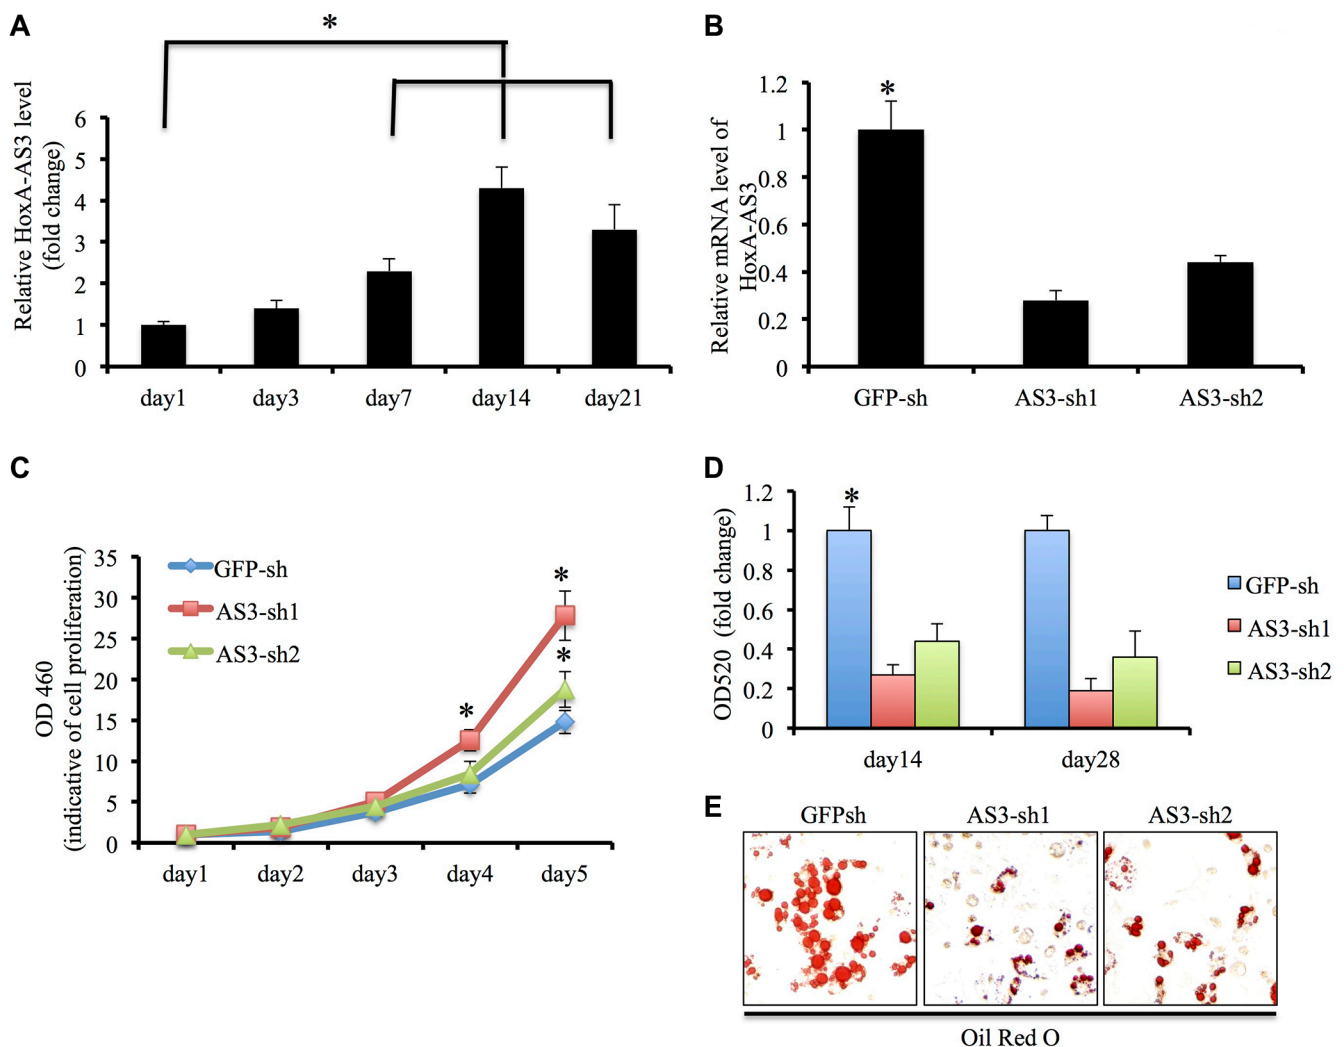 A
*
Relative HoxA-AS3 level
(fold change)
6
5
4
3
2
1
0
day1 day3 day7 day14 day21
B
Relative mRNA level of
HoxA-AS3
1.2
1
0.8
0.6
0.4
0.2
0
*
GFP-sh AS3-sh1 AS3-sh2
C
OD 460
(indicative of cell proliferation)
35
30
25
20
15
10
5
0
GFP-sh
AS3-sh1
AS3-sh2
*
*
*
day1 day2 day3 day4 day5
D
OD520 (fold change)
1.2
1
0.8
0.6
0.4
0.2
0
*
day14 day28
GFP-sh
AS3-sh1
AS3-sh2
E
GFPsh AS3-sh1 AS3-sh2
Oil Red O